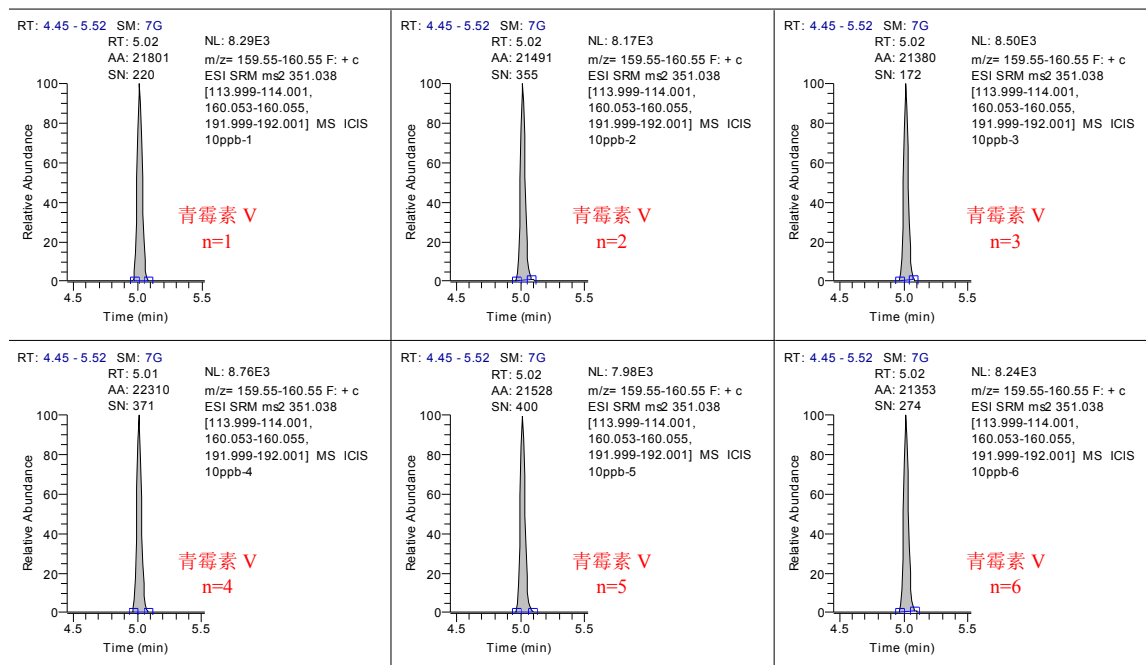 RT: 4.45 - 5.52 SM: 7G
RT: 5.02
AA: 21801
SN: 220
NL: 8.29E3
m/z= 159.55-160.55 F: + c
ESI SRM ms2 351.038
[113.999-114.001,
160.053-160.055,
191.999-192.001] MS ICIS
10ppb-1
100
80
60
40
20
0
Relative Abundance
青霉素 V
n=1
4.5 5.0 5.5
Time (min)
RT: 4.45 - 5.52 SM: 7G
RT: 5.02
AA: 21491
SN: 355
NL: 8.17E3
m/z= 159.55-160.55 F: + c
ESI SRM ms2 351.038
[113.999-114.001,
160.053-160.055,
191.999-192.001] MS ICIS
10ppb-2
100
80
60
40
20
0
Relative Abundance
青霉素 V
n=2
4.5 5.0 5.5
Time (min)
RT: 4.45 - 5.52 SM: 7G
RT: 5.02
AA: 21380
SN: 172
NL: 8.50E3
m/z= 159.55-160.55 F: + c
ESI SRM ms2 351.038
[113.999-114.001,
160.053-160.055,
191.999-192.001] MS ICIS
10ppb-3
100
80
60
40
20
0
Relative Abundance
青霉素 V
n=3
4.5 5.0 5.5
Time (min)
RT: 4.45 - 5.52 SM: 7G
RT: 5.01
AA: 22310
SN: 371
NL: 8.76E3
m/z= 159.55-160.55 F: + c
ESI SRM ms2 351.038
[113.999-114.001,
160.053-160.055,
191.999-192.001] MS ICIS
10ppb-4
100
80
60
40
20
0
Relative Abundance
青霉素 V
n=4
4.5 5.0 5.5
Time (min)
RT: 4.45 - 5.52 SM: 7G
RT: 5.02
AA: 21528
SN: 400
NL: 7.98E3
m/z= 159.55-160.55 F: + c
ESI SRM ms2 351.038
[113.999-114.001,
160.053-160.055,
191.999-192.001] MS ICIS
10ppb-5
100
80
60
40
20
0
Relative Abundance
青霉素 V
n=5
4.5 5.0 5.5
Time (min)
RT: 4.45 - 5.52 SM: 7G
RT: 5.02
AA: 21353
SN: 274
NL: 8.24E3
m/z= 159.55-160.55 F: + c
ESI SRM ms2 351.038
[113.999-114.001,
160.053-160.055,
191.999-192.001] MS ICIS
10ppb-6
100
80
60
40
20
0
Relative Abundance
青霉素 V
n=6
4.5 5.0 5.5
Time (min)